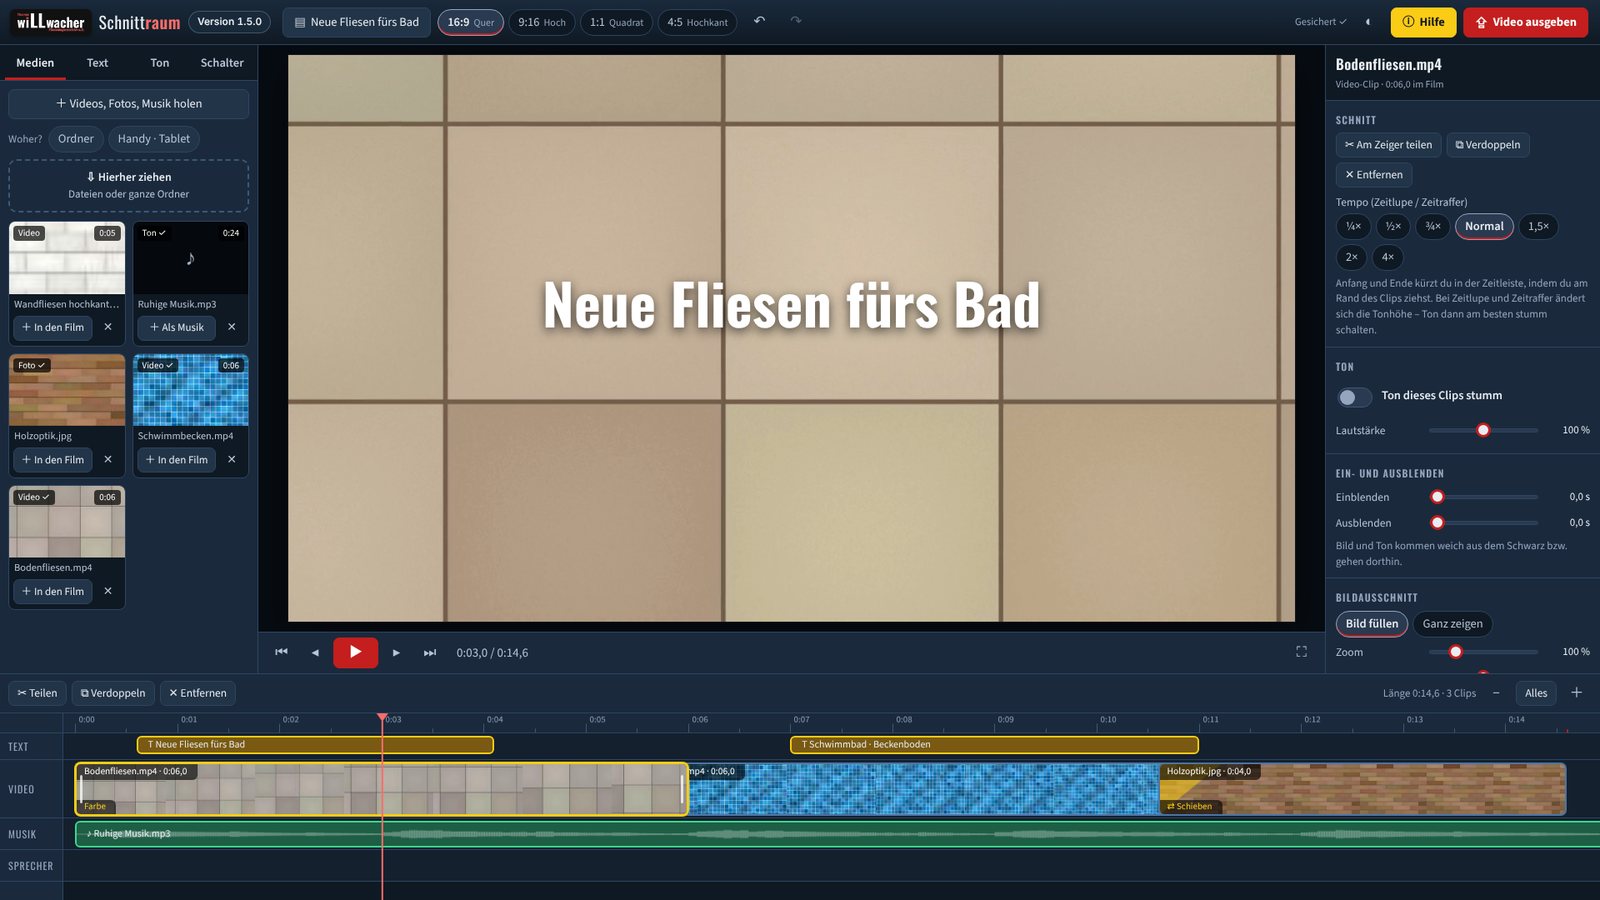 wiLLwacher
Schnittraum
Version 1.5.0
Neue Fliesen fürs Bad
16:9 Quer
9:16 Hoch
1:1 Quadrat
4:5 Hochkant
Gesichert ✓
Hilfe
Video ausgeben
Medien
Text
Ton
Schalter
+ Videos, Fotos, Musik holen
Woher?
Ordner
Handy · Tablet
⇩ Hierher ziehen
Dateien oder ganze Ordner
Video
0:05
Wandfliesen hochkant…
+ In den Film
✕
Ton ✓
0:24
♪
Ruhige Musik.mp3
+ Als Musik
✕
Foto ✓
Holzoptik.jpg
+ In den Film
✕
Video ✓
0:06
Schwimmbecken.mp4
+ In den Film
✕
Video ✓
0:06
Bodenfliesen.mp4
+ In den Film
✕
Neue Fliesen fürs Bad
0:03,0 / 0:14,6
Bodenfliesen.mp4
Video-Clip · 0:06,0 im Film
SCHNITT
✂ Am Zeiger teilen
⧉ Verdoppeln
✕ Entfernen
Tempo (Zeitlupe / Zeitraffer)
¼×
½×
¾×
Normal
1,5×
2×
4×
Anfang und Ende kürzt du in der Zeitleiste, indem du am
Rand des Clips ziehst. Bei Zeitlupe und Zeitraffer ändert
sich die Tonhöhe – Ton dann am besten stumm
schalten.
TON
Ton dieses Clips stumm
Lautstärke
100 %
EIN- UND AUSBLENDEN
Einblenden
0,0 s
Ausblenden
0,0 s
Bild und Ton kommen weich aus dem Schwarz bzw.
gehen dorthin.
BILDAUSSCHNITT
Bild füllen
Ganz zeigen
Zoom
100 %
✂ Teilen
⧉ Verdoppeln
✕ Entfernen
Länge 0:14,6 · 3 Clips
−
Alles
+
0:00
0:01
0:02
0:03
0:04
0:05
0:06
0:07
0:08
0:09
0:10
0:11
0:12
0:13
0:14
TEXT
T Neue Fliesen fürs Bad
T Schwimmbad · Beckenboden
VIDEO
Bodenfliesen.mp4 · 0:06,0
Farbe
mp4 · 0:06,0
Holzoptik.jpg · 0:04,0
⇄ Schieben
MUSIK
♪ Ruhige Musik.mp3
SPRECHER